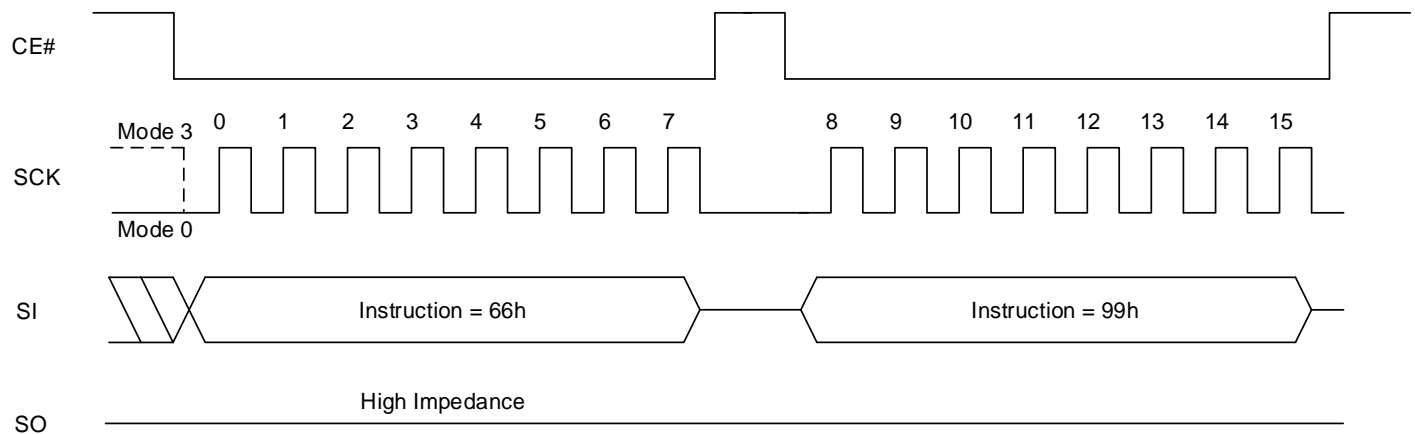 CE#
Mode 3
0 1 2 3 4 5 6 7 8 9 10 11 12 13 14 15
SCK
Mode 0
SI
Instruction = 66h
Instruction = 99h
High Impedance
SO